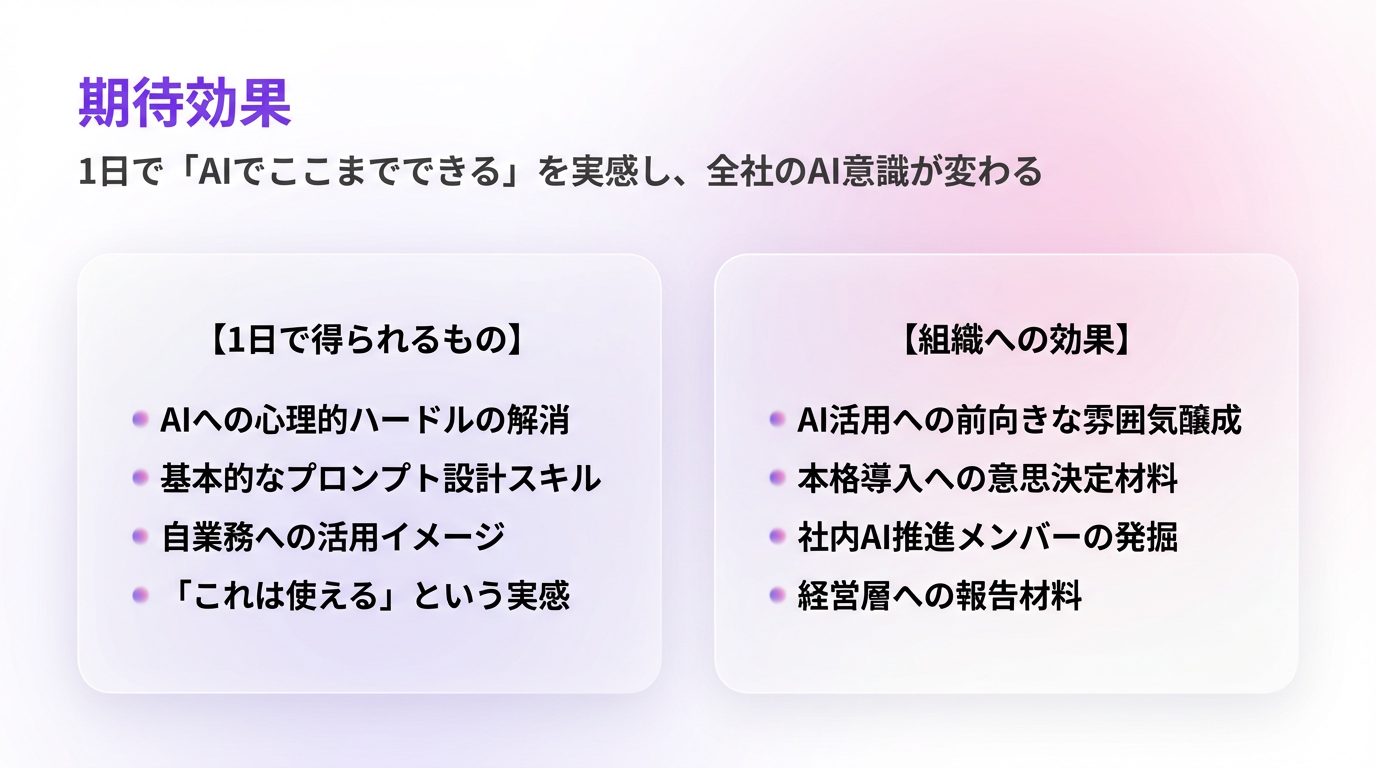 期待効果
1日で「AIでここまでできる」を実感し、全社のAI意識が変わる
【1日で得られるもの】
AIへの心理的ハードルの解消
基本的なプロンプト設計スキル
自業務への活用イメージ
「これは使える」という実感
【組織への効果】
AI活用への前向きな雰囲気醸成
本格導入への意思決定材料
社内AI推進メンバーの発掘
経営層への報告材料